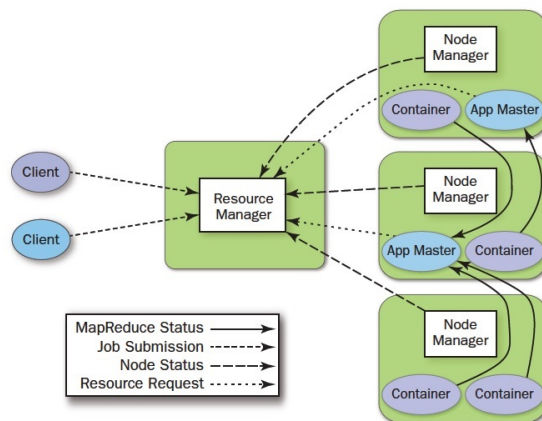 Node
Manager
Container
App Master
Client
Resource
Manager
Node
Manager
Client
App Master
Container
MapReduce Status
Job Submission
Node Status
Resource Request
Node
Manager
Container
Container